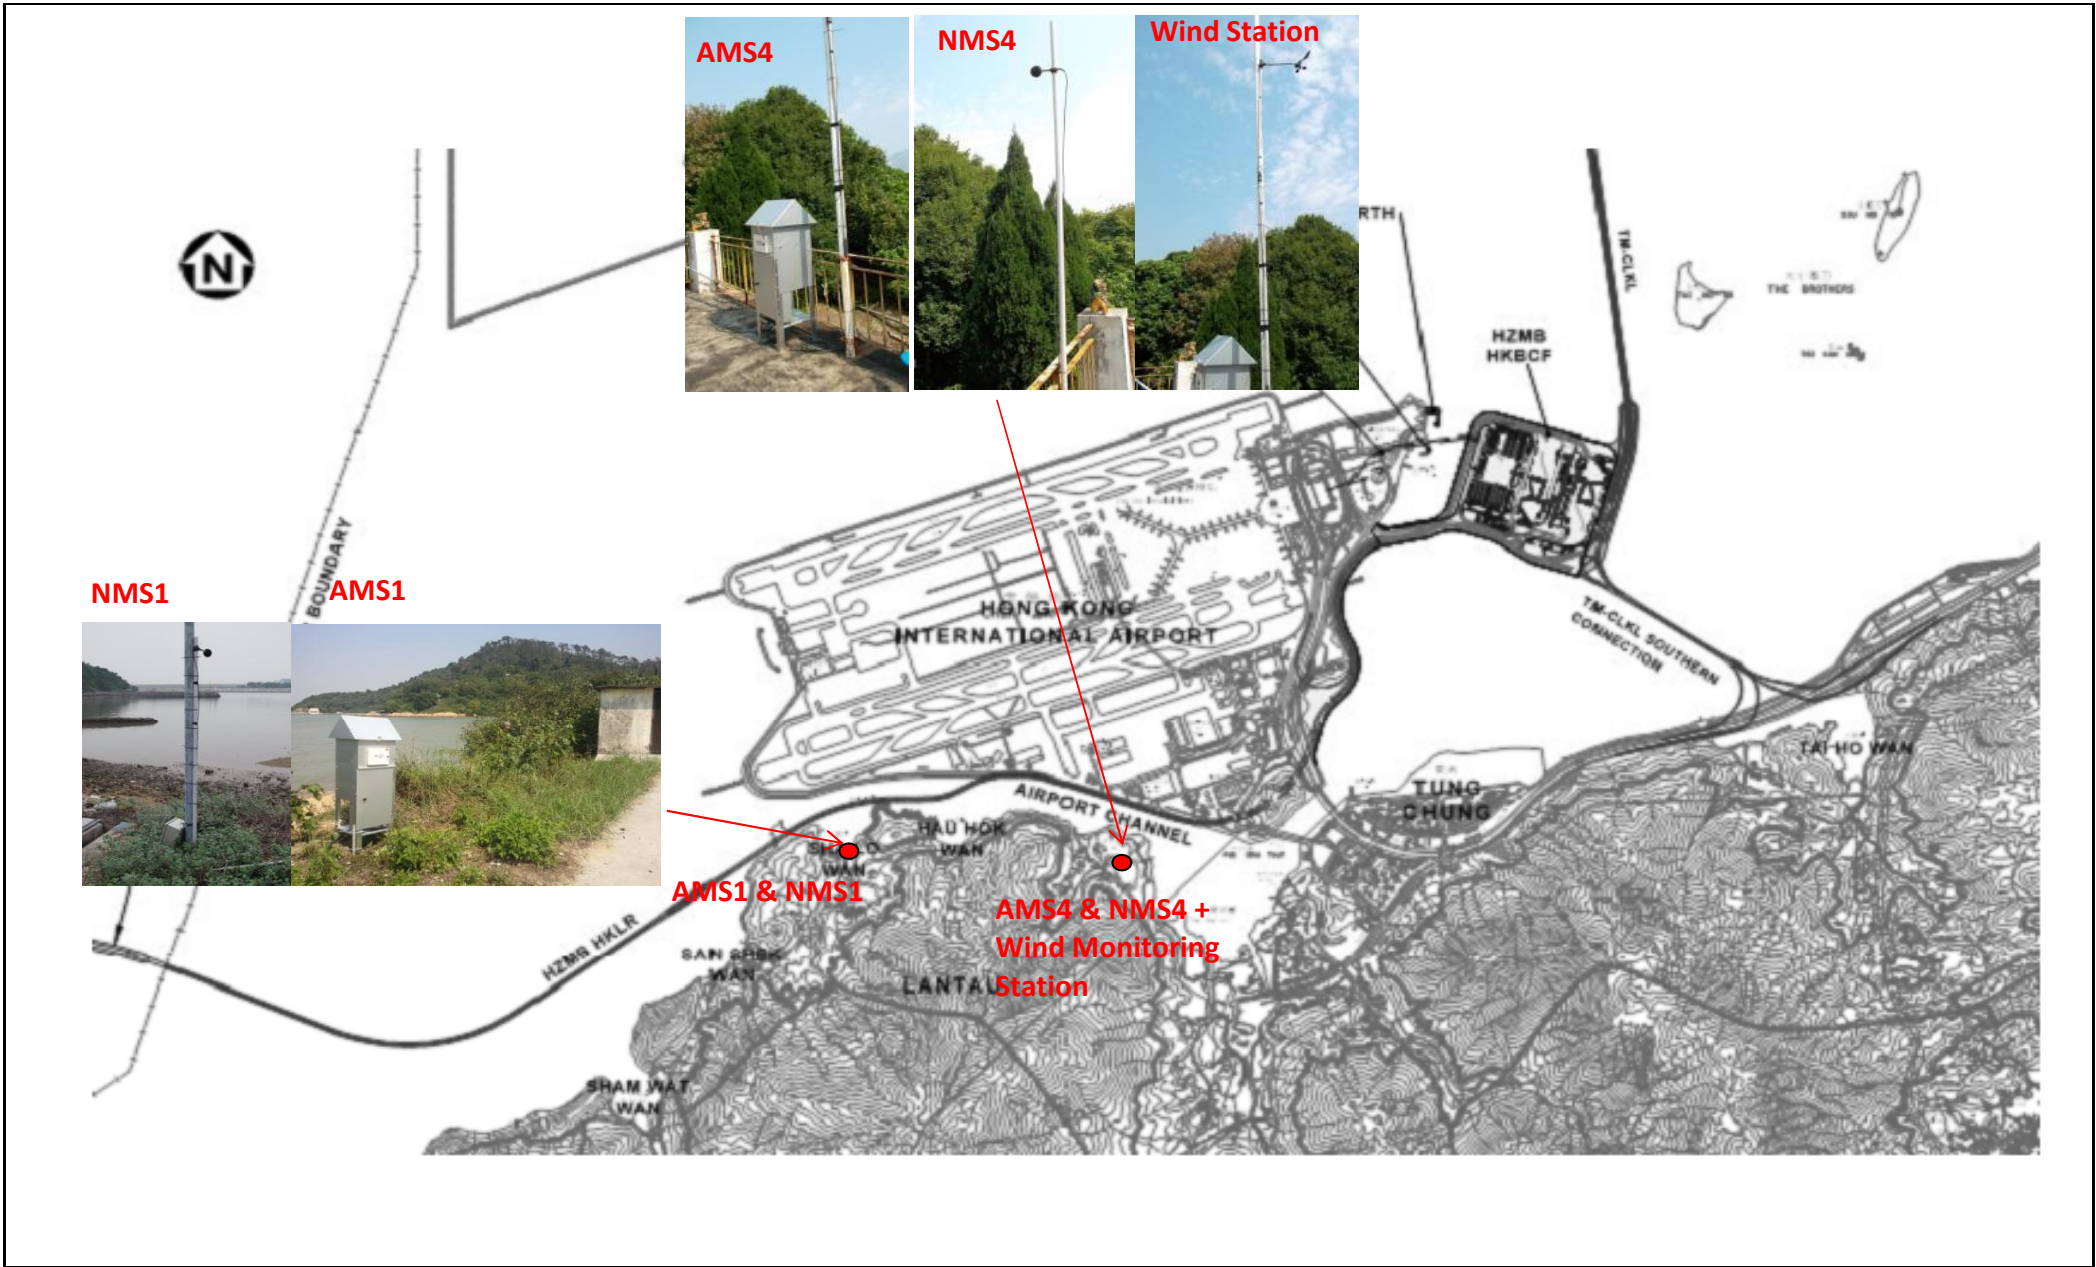 AMS4
NMS4
Wind Station
N
RTH
TM-CLKL
THE BROTHERS
HZMB
HKBCF
BOUNDARY
NMS1
AMS1
HONG KONG
INTERNATIONAL AIRPORT
TM-CLKL SOUTHERN
CONNECTION
TAI HO WAN
TUNG
CHUNG
AIRPORT CHANNEL
HAU HOK
WAN
WAN
AMS1 & NMS1
AMS4 & NMS4 +
Wind Monitoring
Station
HZMB HKLR
WAN
LANTAU
SHAM WAT
WAN